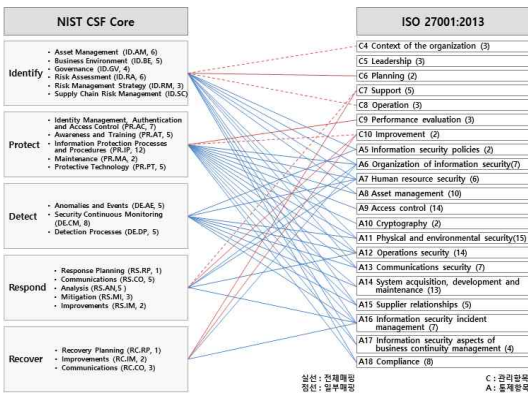 NIST CSF Core
Identify
• Asset Management (ID.AM, 6)
• Business Environment (ID.BE, 5)
• Governance (ID.GV, 4)
• Risk Assessment (ID.RA, 6)
• Risk Management Strategy (ID.RM, 3)
• Supply Chain Risk Management (ID.SC)
Protect
• Identity Management, Authentication
and Access Control (PR.AC, 7)
• Awareness and Training (PR.AT, 5)
• Information Protection Processes
and Procedures (PR.IP, 12)
• Maintenance (PR.MA, 2)
• Protective Technology (PR.PT, 5)
Detect
• Anomalies and Events (DE.AE, 5)
• Security Continuous Monitoring
(DE.CM, 8)
• Detection Processes (DE.DP, 5)
Respond
• Response Planning (RS.RP, 1)
• Communications (RS.CO, 5)
• Analysis (RS.AN,5 )
• Mitigation (RS.MI, 3)
• Improvements (RS.IM, 2)
Recover
• Recovery Planning (RC.RP, 1)
• Improvements (RC.IM, 2)
• Communications (RC.CO, 3)
ISO 27001:2013
C4 Context of the organization (3)
C5 Leadership (3)
C6 Planning (2)
C7 Support (5)
C8 Operation (3)
C9 Performance evaluation (3)
C10 Improvement (2)
A5 Information security policies (2)
A6 Organization of information security(7)
A7 Human resource security (6)
A8 Asset management (10)
A9 Access control (14)
A10 Cryptography (2)
A11 Physical and environmental security(15)
A12 Operations security (14)
A13 Communications security (7)
A14 System acquisition, development and
maintenance (13)
A15 Supplier relationships (5)
A16 Information security incident
management (7)
A17 Information security aspects of
business continuity management (4)
A18 Compliance (8)
실선 : 전체매핑
점선 : 일부매핑
C : 관리항목
A : 통제항목